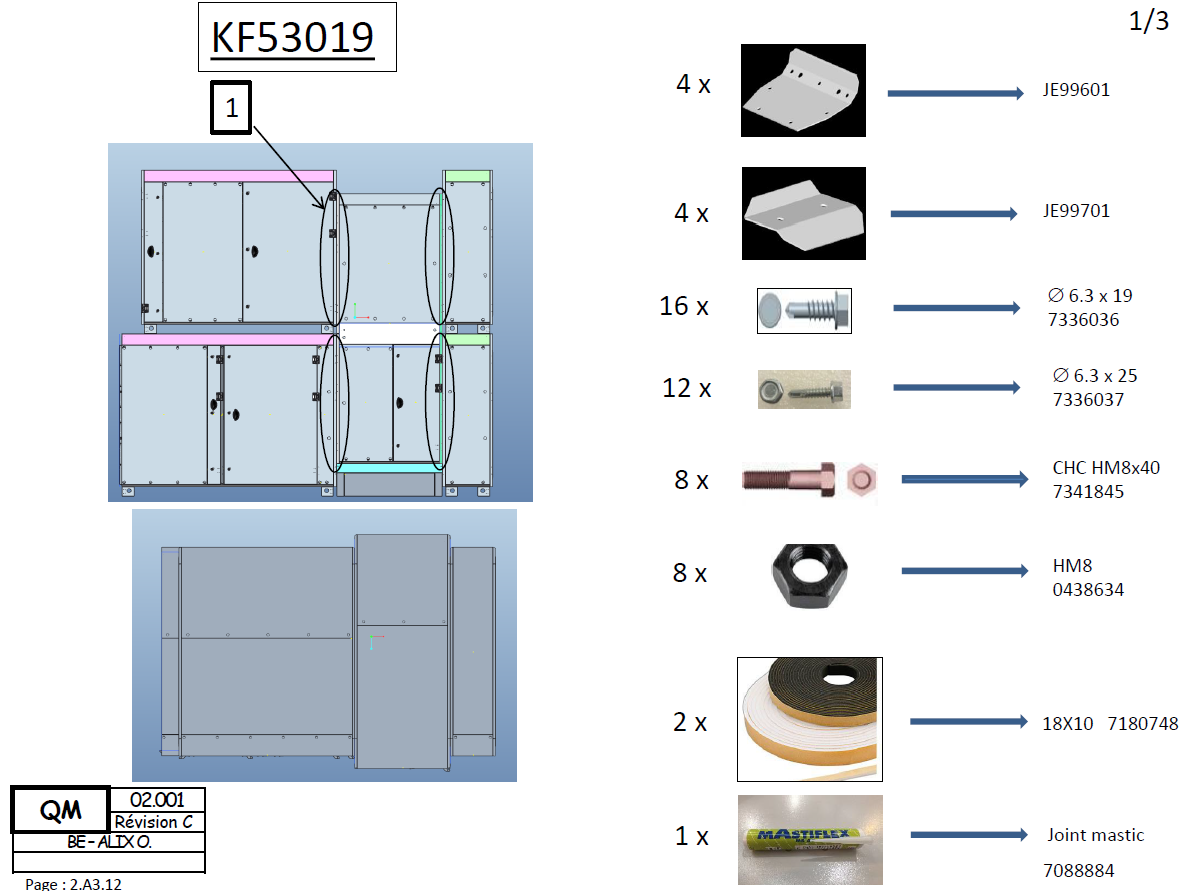 KF53019
1/3
1
4 x
JE99601
4 x
JE99701
16 x
∅ 6.3 x 19
7336036
12 x
∅ 6.3 x 25
7336037
8 x
CHC HM8x40
7341845
8 x
HM8
0438634
2 x
18X10 7180748
1 x
MASTIFLEX
Joint mastic
7088884
QM
02.001
Révision C
BE - ALIX O.
Page : 2.A3.12